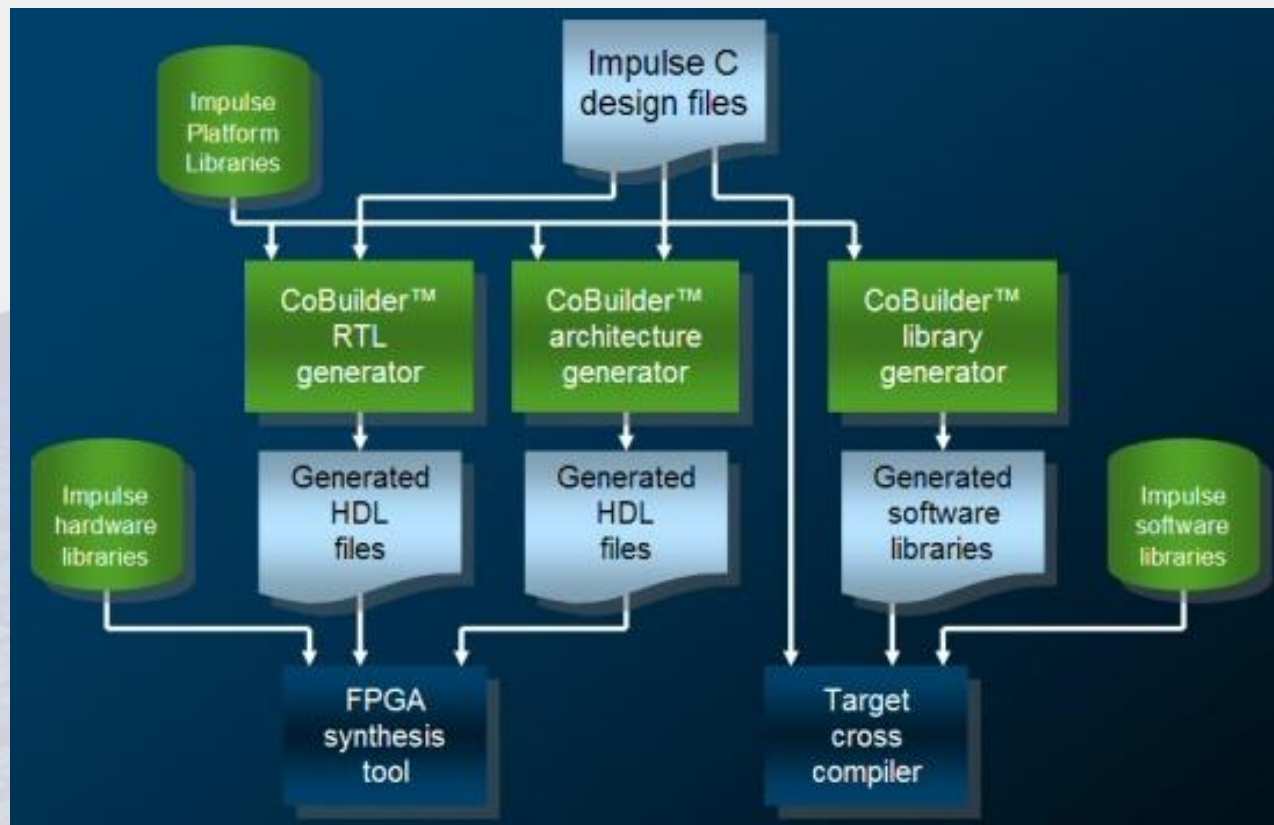 Impulse C
design files
Impulse
Platform
Libraries
CoBuilder™
RTL
generator
CoBuilder™
architecture
generator
CoBuilder™
library
generator
Impulse
hardware
libraries
Generated
HDL
files
Generated
HDL
files
Generated
software
libraries
Impulse
software
libraries
FPGA
synthesis
tool
Target
cross
compiler